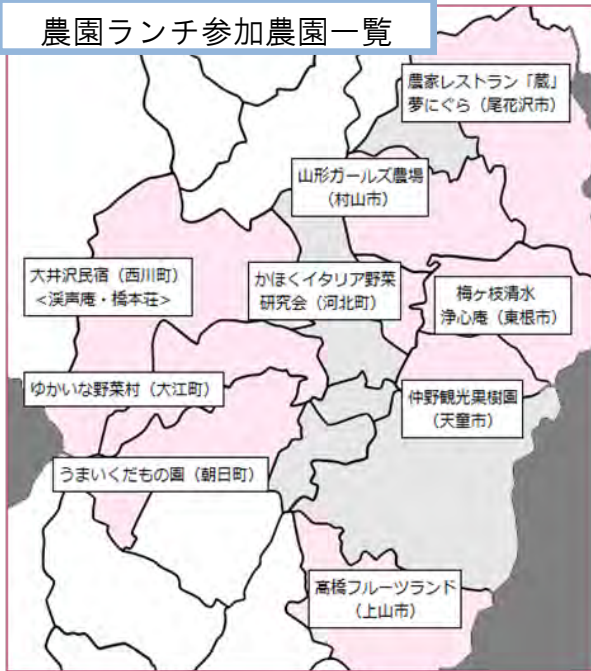 農園ランチ参加農園一覧
農家レストラン「蔵」
夢にぐら（尾花沢市）
山形ガールズ農場
（村山市）
大井沢民宿（西川町）
<渓声庵・橋本荘>
かほくイタリア野菜
研究会（河北町）
梅ヶ枝清水
浄心庵（東根市）
ゆかいな野菜村（大江町）
仲野観光果樹園
（天童市）
うまいくだもの園（朝日町）
高橋フルーツランド
（上山市）